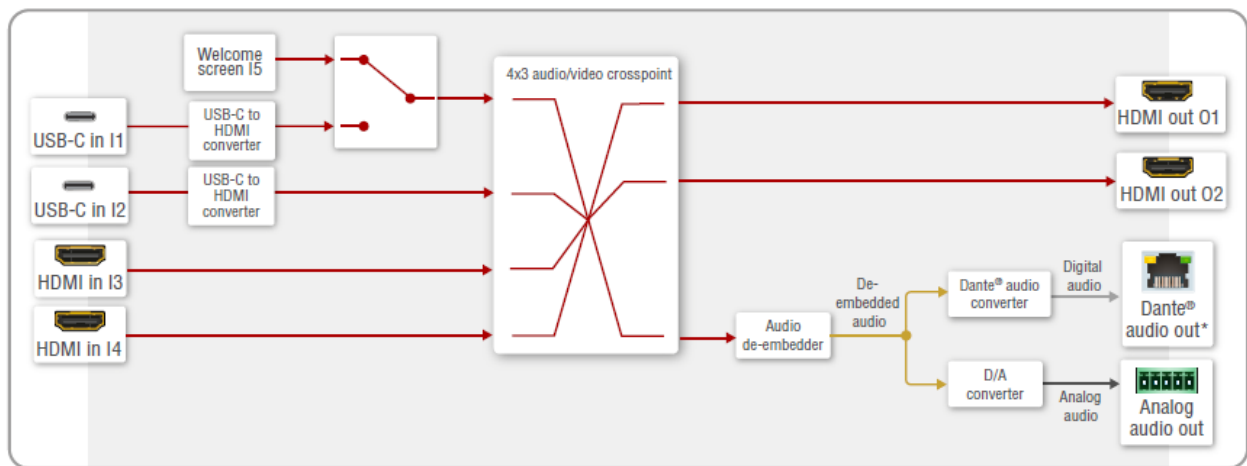 Welcome
screen I5
4x3 audio/video crosspoint
USB-C in I1
USB-C to
HDMI
converter
HDMI out O1
USB-C in I2
USB-C to
HDMI
converter
HDMI out O2
HDMI in I3
HDMI in I4
Audio
de-embedder
De-
embedded
audio
Dante® audio
converter
Digital
audio
Dante®
audio out*
D/A
converter
Analog
audio
Analog
audio out